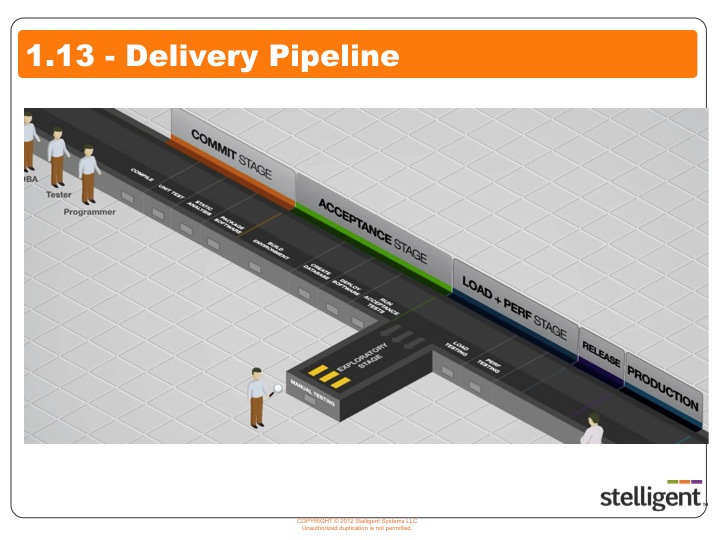 1.13 - Delivery Pipeline
COMMIT STAGE
ACCEPTANCE STAGE
LOAD + PERF STAGE
RELEASE
PRODUCTION
DBA
Tester
Programmer
COMPILE
UNIT TEST
STATIC
ANALYSIS
PACKAGE
SOFTWARE
BUILD
ENVIRONMENT
CREATE
DATABASE
DEPLOY
SOFTWARE
RUN
ACCEPTANCE
TESTS
LOAD
TESTING
PERF
TESTING
EXPLORATORY
STAGE
MANUAL TESTING
stelligent
COPYRIGHT © 2012 Stelligent Systems LLC
Unauthorized duplication is not permitted.